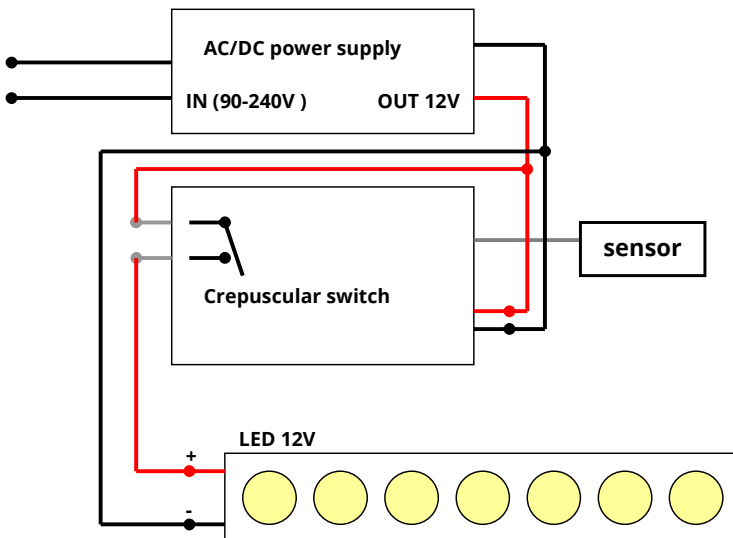 AC/DC power supply
IN (90-240V ) OUT 12V
sensor
Crepuscular switch
LED 12V
+
-